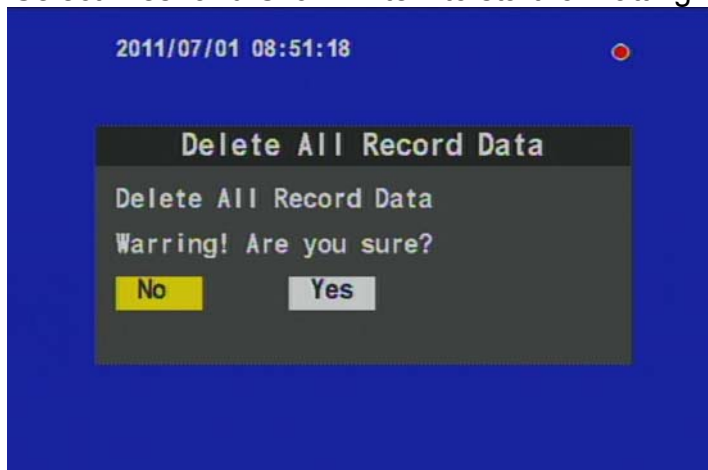 2011/07/01 08:51:18
Delete All Record Data
Delete All Record Data
Warring! Are you sure?
No Yes